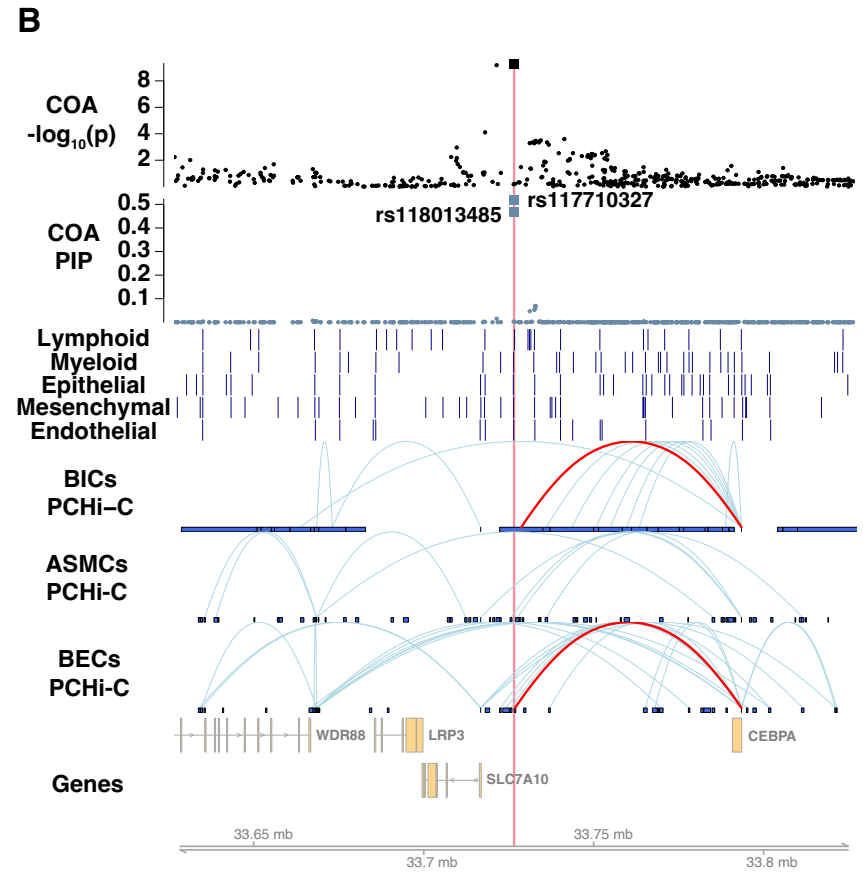 B
COA
-log10(p)
8
6
4
2
COA
PIP
0.5
0.4
0.3
0.2
0.1
rs117710327
rs118013485
Lymphoid
Myeloid
Epithelial
Mesenchymal
Endothelial
BICs
PCHi–C
ASMCs
PCHi-C
BECs
PCHi-C
WDR88
LRP3
CEBPA
SLC7A10
Genes
33.65 mb
33.75 mb
33.7 mb
33.8 mb